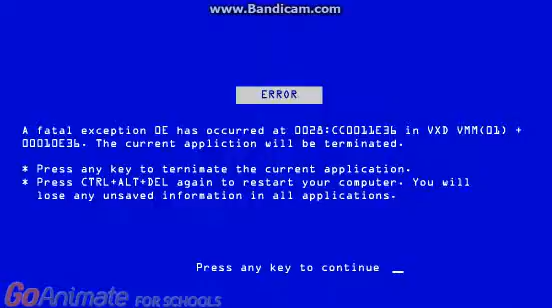 www.Bandicam.com
ERROR
A fatal exception 0E has occurred at 0028:CC0011E36 in VXD VMM(01) +
00010E36. The current appliction will be terminated.
* Press any key to ternimate the current application.
* Press CTRL+ALT+DEL again to restart your computer. You will
lose any unsaved information in all applications.
Press any key to continue _
GoAnimate FOR SCHOOLS